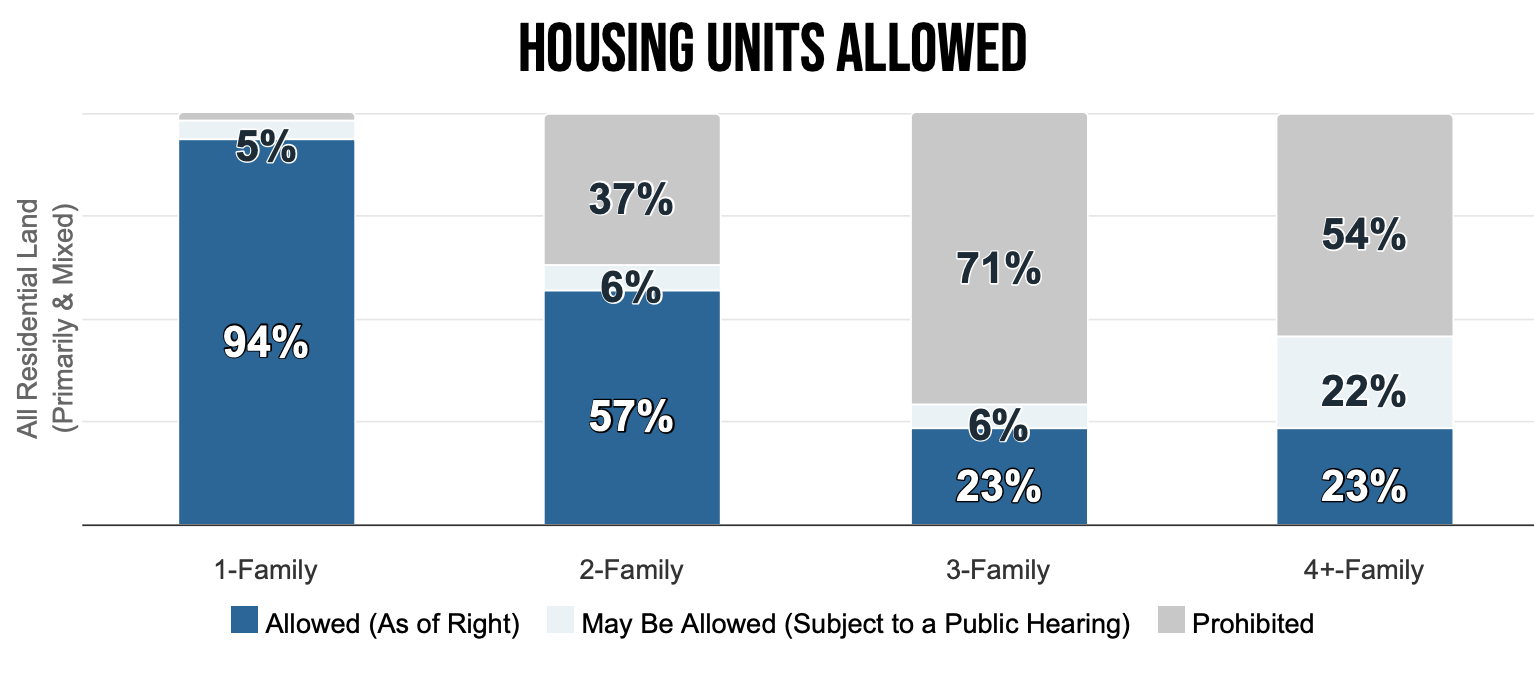 HOUSING UNITS ALLOWED
All Residential Land
(Primarily & Mixed)
5%
94%
37%
6%
57%
71%
6%
23%
54%
22%
23%
1-Family
2-Family
3-Family
4+-Family
Allowed (As of Right)
May Be Allowed (Subject to a Public Hearing)
Prohibited